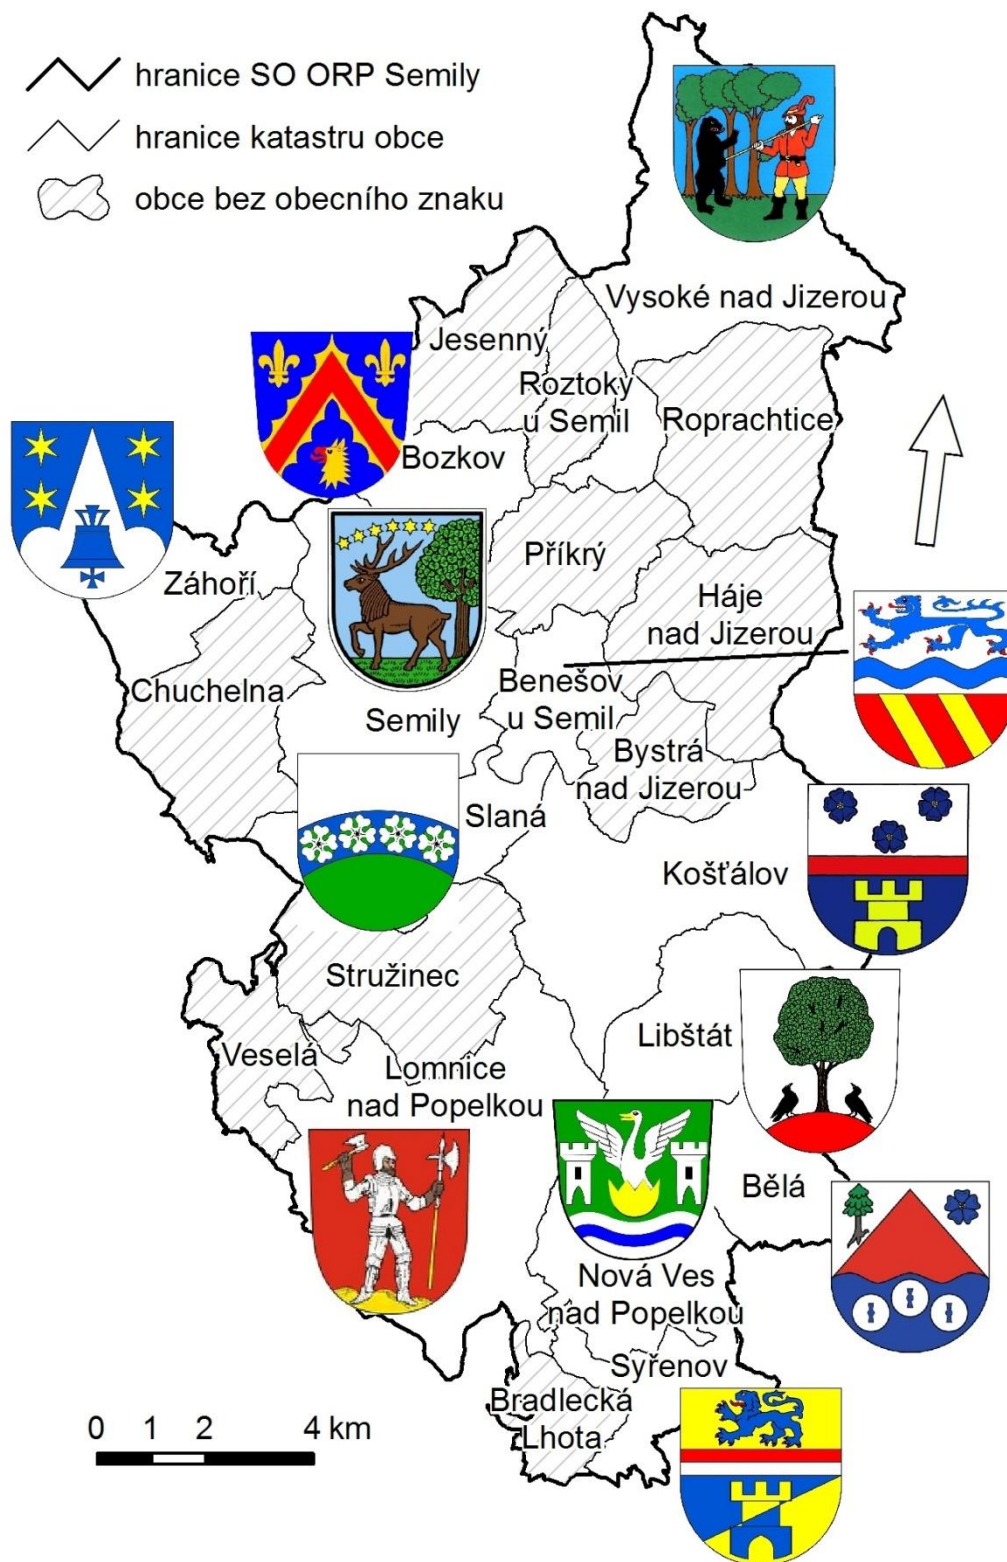 hranice SO ORP Semily
hranice katastru obce
obce bez obecního znaku
Vysoké nad Jizerou
Jesenný
Roztoky
u Semil
Roprachtice
Bozkov
Příkrý
Záhoří
Háje
nad Jizerou
Chuchelna
Semily
Benešov
u Semil
Bystrá
nad Jizerou
Slaná
Košťálov
Stružinec
Libštát
Veselá
Lomnice
nad Popelkou
Bělá
Nová Ves
nad Popelkou
Syřenov
Bradlecká
Lhota
0 1 2 4 km